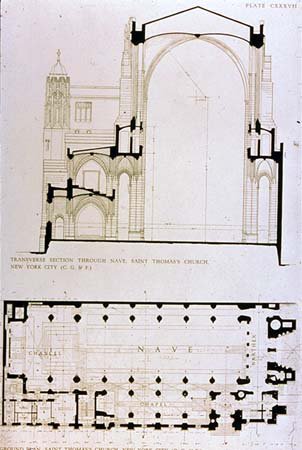 PLATE CXXXVII
TRANSVERSE SECTION THROUGH NAVE, SAINT THOMAS'S CHURCH,
NEW YORK CITY (C. G. & F.)
CHANCEL
NAVE
NARTHEX
CHAPEL
GROUND PLAN, SAINT THOMAS'S CHURCH, NEW YORK CITY